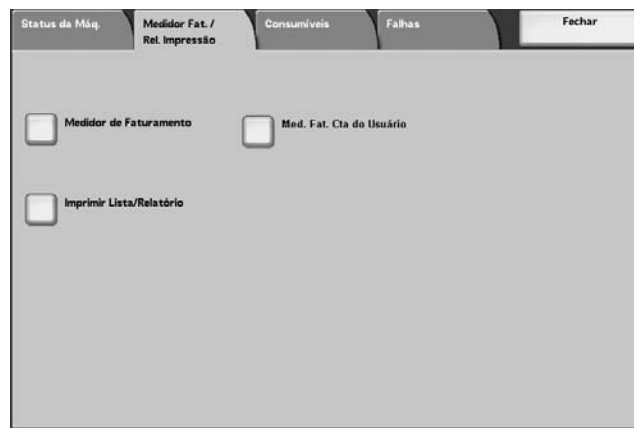 Status da Máq.
Medidor Fat. /
Rel. Impressão
Consumíveis
Falhas
Fechar
Medidor de Faturamento
Med. Fat. Cta do Usuário
Imprimir Lista/Relatório